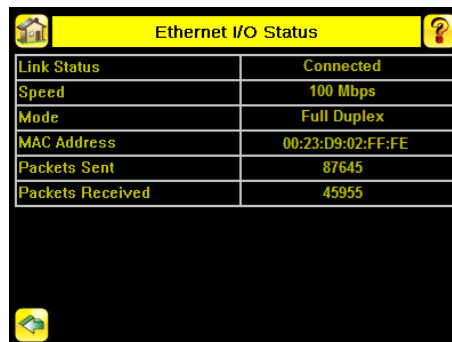 Ethernet I/O Status
?
Link Status Connected
Speed 100 Mbps
Mode Full Duplex
MAC Address 00:23:D9:02:FF:FE
Packets Sent 87645
Packets Received 45955